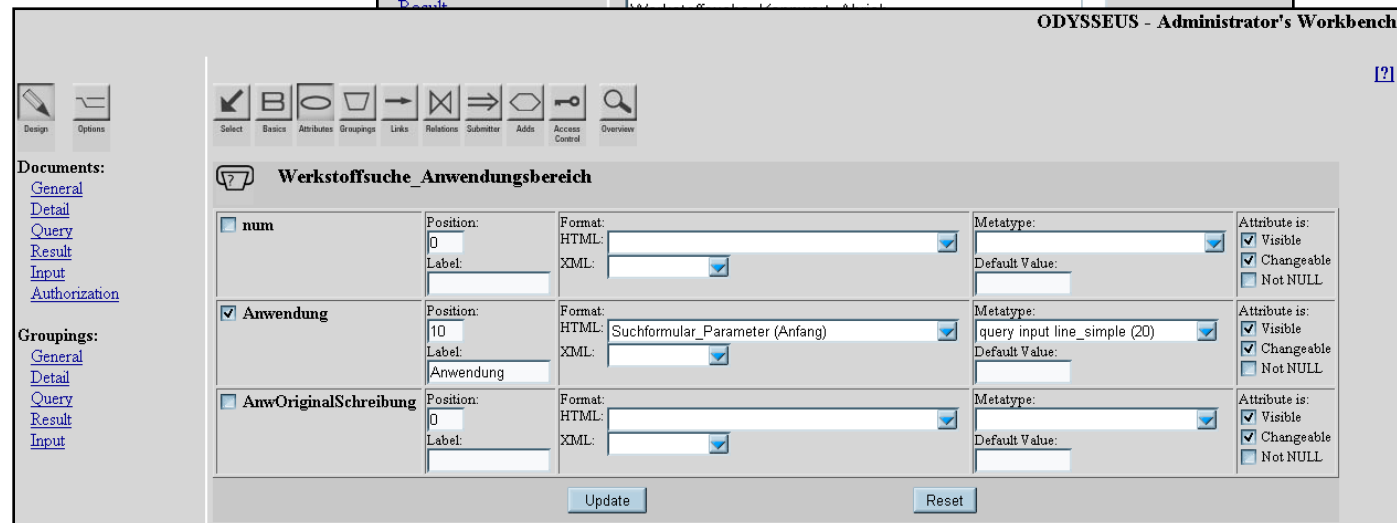 Result
ODYSSEUS - Administrator's Workbench
[?]
Design Options
Select Basics Attributes Groupings Links Relations Submitter Adds Access Control Overview
Documents:
General
Detail
Query
Result
Input
Authorization
Groupings:
General
Detail
Query
Result
Input
? Werkstoffsuche_Anwendungsbereich
num
Position:
0
Label:
Format:
HTML:
XML:
Metatype:
Default Value:
Attribute is:
Visible
Changeable
Not NULL
Anwendung
Position:
10
Label:
Anwendung
Format:
HTML: Suchformular_Parameter (Anfang)
XML:
Metatype:
query input line_simple (20)
Default Value:
Attribute is:
Visible
Changeable
Not NULL
AnwOriginalSchreibung
Position:
0
Label:
Format:
HTML:
XML:
Metatype:
Default Value:
Attribute is:
Visible
Changeable
Not NULL
Update Reset